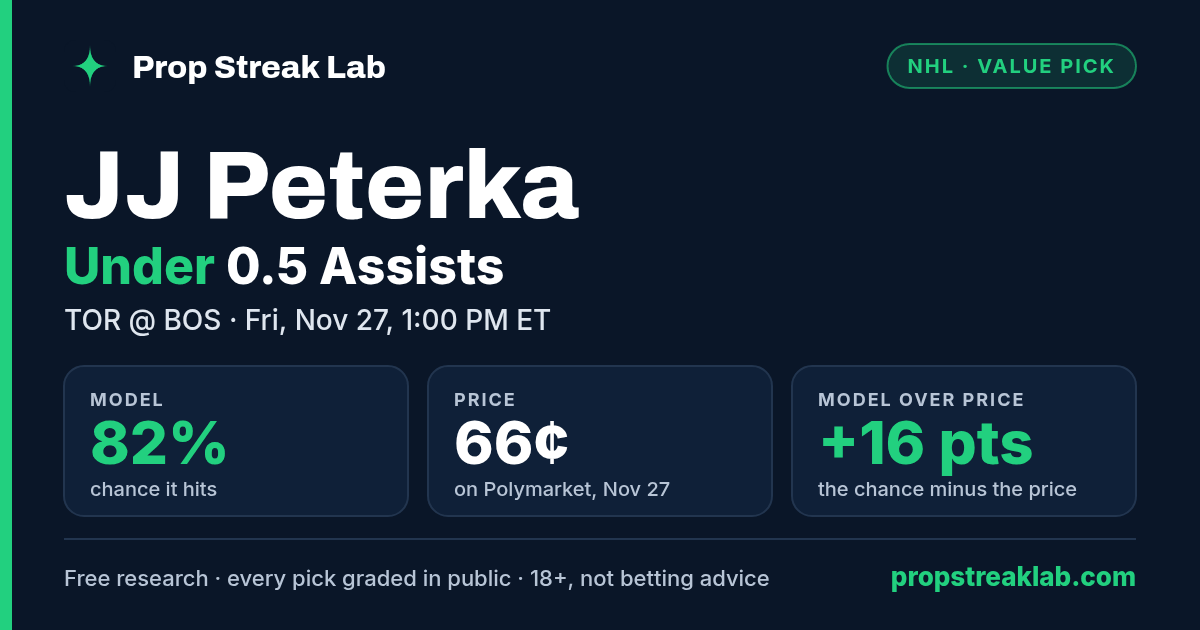 Prop Streak Lab
NHL · VALUE PICK
JJ Peterka
Under 0.5 Assists
TOR @ BOS · Fri, Nov 27, 1:00 PM ET
MODEL
82%
chance it hits
PRICE
66¢
on Polymarket, Nov 27
MODEL OVER PRICE
+16 pts
the chance minus the price
Free research · every pick graded in public · 18+, not betting advice
propstreaklab.com